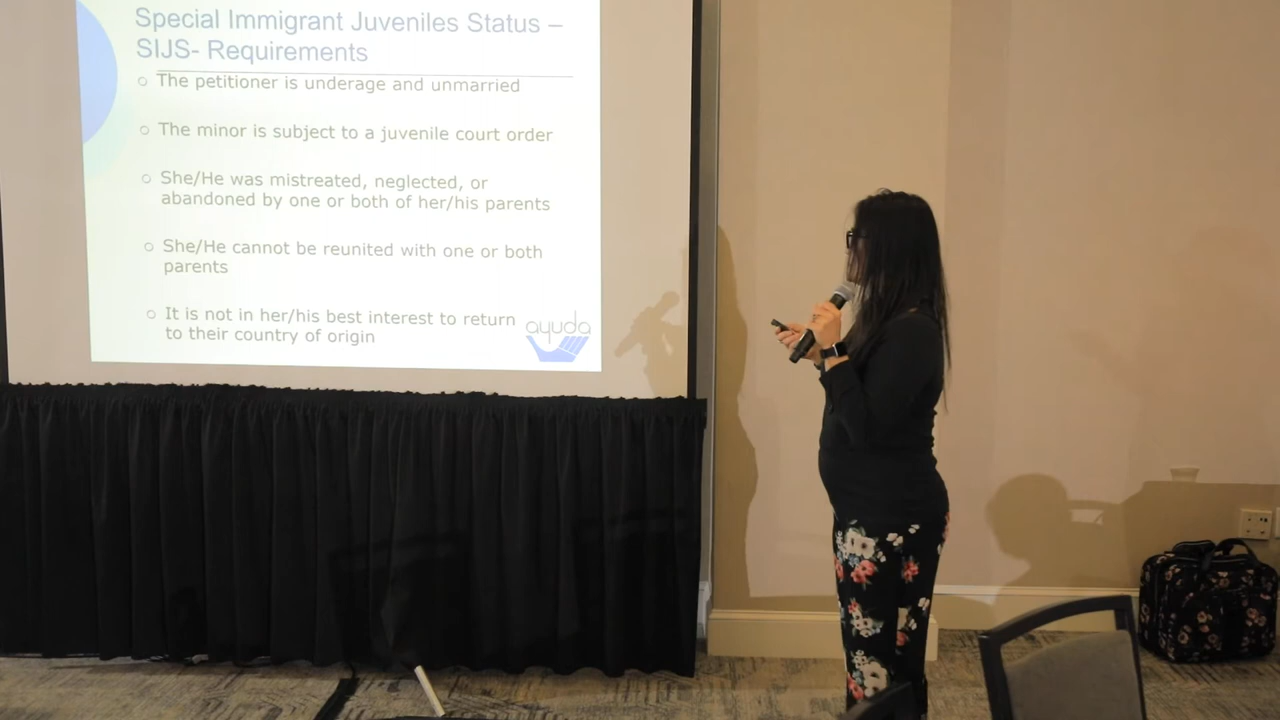 Special Immigrant Juveniles Status –
SIJS- Requirements
The petitioner is underage and unmarried
The minor is subject to a juvenile court order
She/He was mistreated, neglected, or
abandoned by one or both of her/his parents
She/He cannot be reunited with one or both
parents
It is not in her/his best interest to return
to their country of origin
ayuda